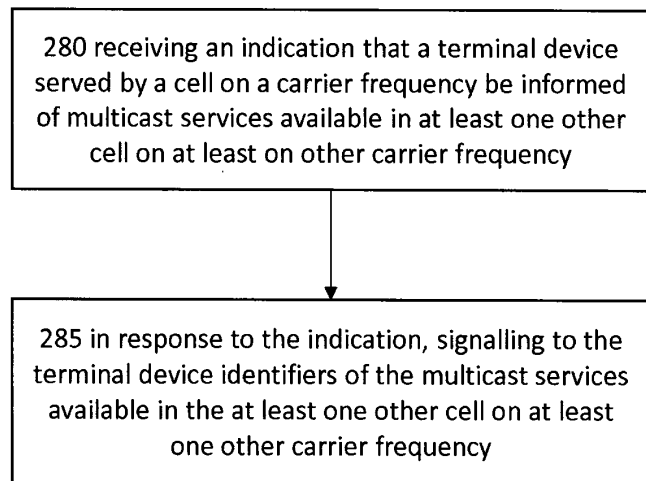 280 receiving an indication that a terminal device
served by a cell on a carrier frequency be informed
of multicast services available in at least one other
cell on at least on other carrier frequency
285 in response to the indication, signalling to the
terminal device identifiers of the multicast services
available in the at least one other cell on at least
one other carrier frequency